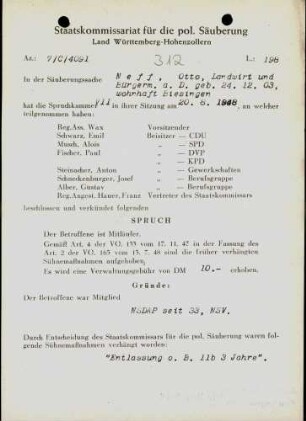 Staatskommissariat für die pol. Säuberung
Land Württemberg-Hohenzollern
Az.: 7/C/4091
312
L: 196
In der Säuberungssache Neff, Otto, Landwirt und
Bürgerm. a. D. geb. 24. 12. 03,
wohnhaft Biesingen
hat die Spruchkammer /11 in ihrer Sitzung am 20. 8. 1948, an welcher
teilgenommen haben:
Reg.Ass. Wax Vorsitzender
Schwarz, Emil Beisitzer — CDU
Musch, Alois „ — SPD
Fischer, Paul „ — DVP
„ — KPD
Steinacher, Anton „ — Gewerkschaften
Schneckenburger, Josef „ — Berufsgruppe
Alber, Gustav „ — Berufsgruppe
Reg.Angest. Hauer, Franz Vertreter des Staatskommissars
beschlossen und verkündet folgenden
SPRUCH
Der Betroffene ist Mitläufer.
Gemäß Art. 4 der VO. 133 vom 17. 11. 47 in der Fassung des
Art. 2 der VO. 165 vom 15. 7. 48 sind die früher verhängten
Sühnemaßnahmen aufgehoben.
Es wird eine Verwaltungsgebühr von DM 10.- erhoben.
Gründe:
Der Betroffene war Mitglied
NSDAP seit 33, NSV.
Durch Entscheidung des Staatskommissars für die pol. Säuberung waren fol-
gende Sühnemaßnahmen verhängt worden:
"Entlassung o. B. 11b 3 Jahre".